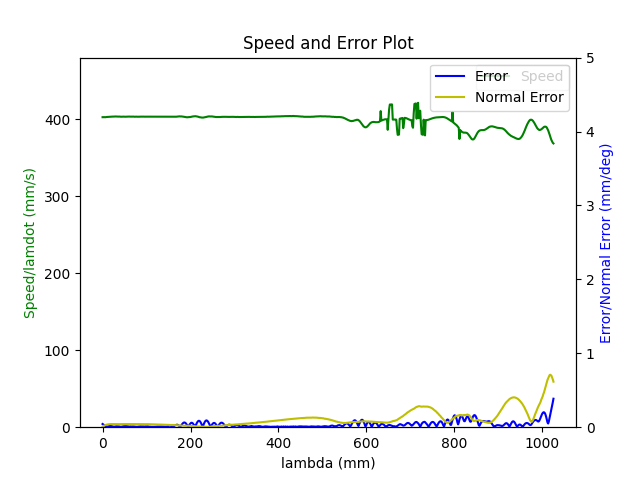 Speed and Error Plot
Speed/lamdot (mm/s)
400
300
200
100
0
Error
Speed
Normal Error
5
4
3
2
1
0
Error/Normal Error (mm/deg)
0
200
400
600
800
1000
lambda (mm)